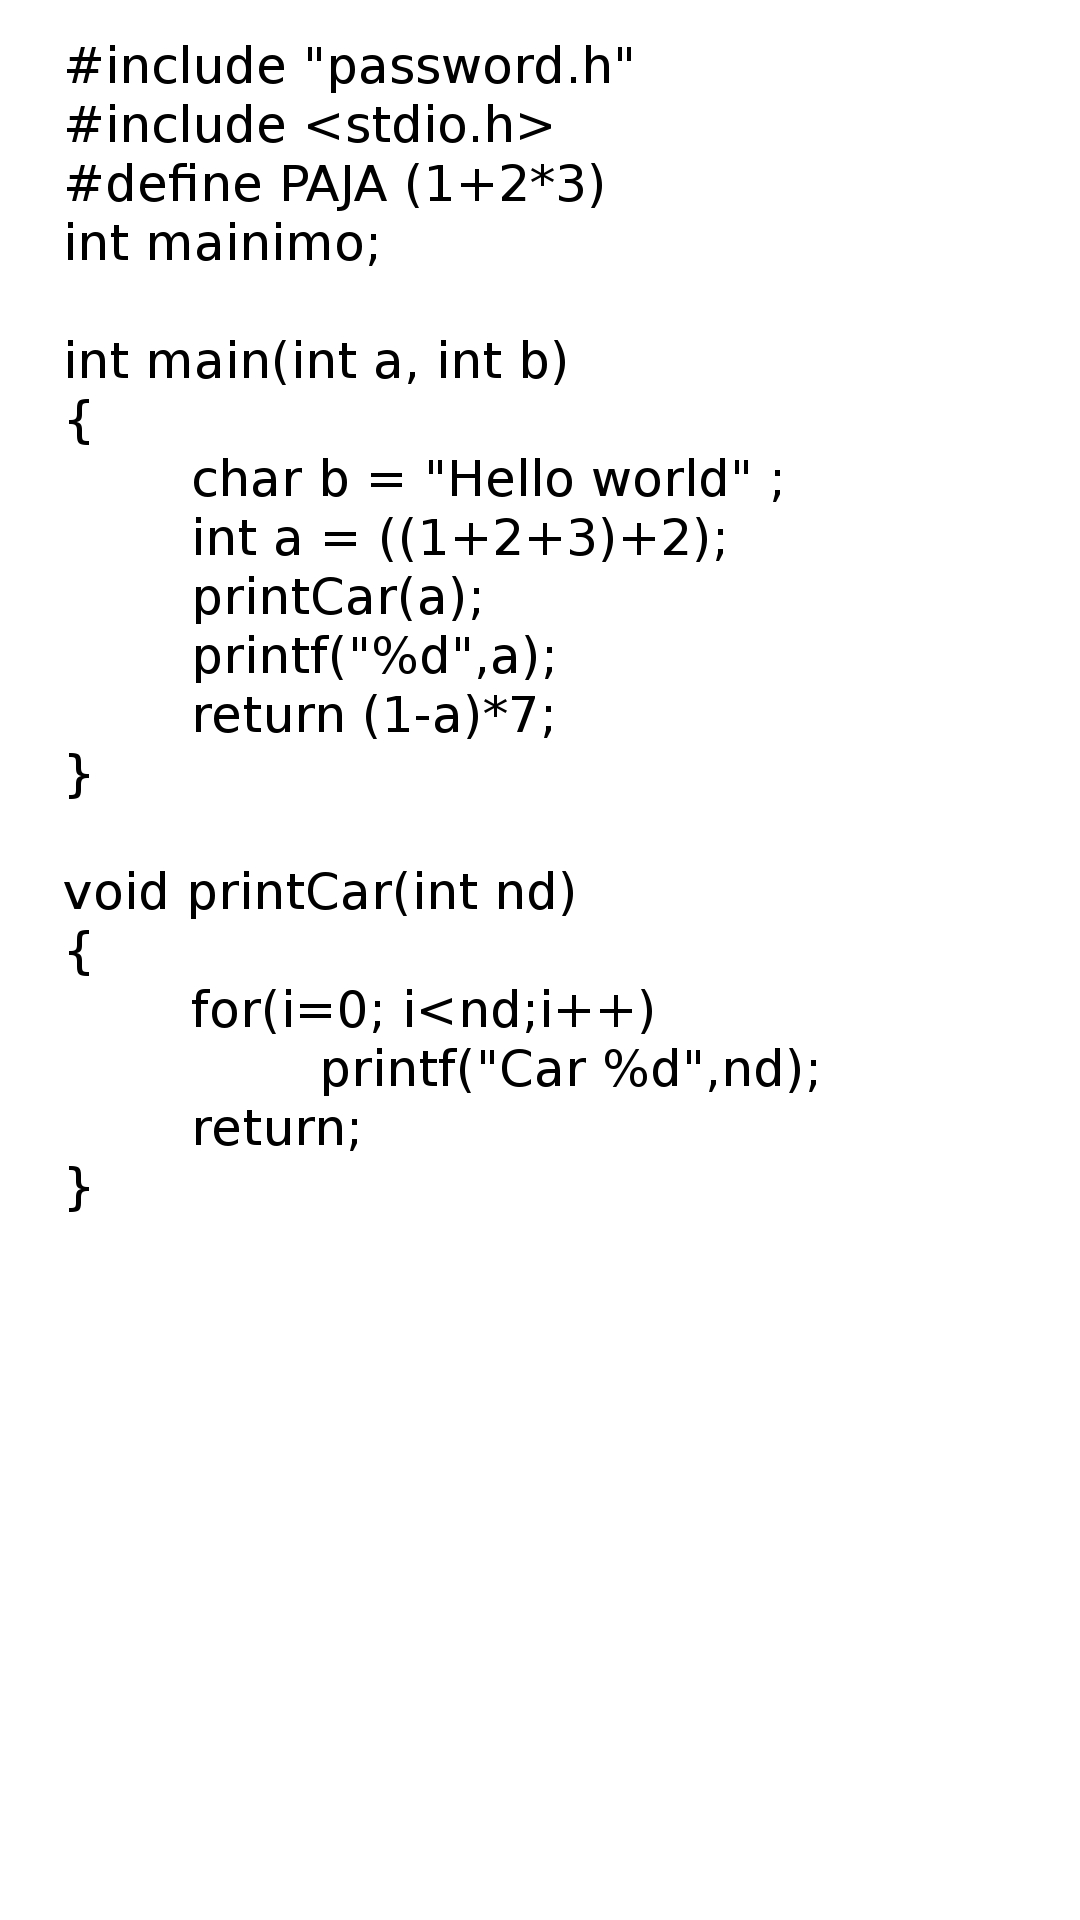 #include "password.h"
#include <stdio.h>
#define PAJA (1+2*3)
int mainimo;

int main(int a, int b)
{
	char b = "Hello world" ;
	int a = ((1+2+3)+2);
	printCar(a);
	printf("%d",a);
	return (1-a)*7;
}

void printCar(int nd)
{
	for(i=0; i<nd;i++)
		printf("Car %d",nd);
	return;
}